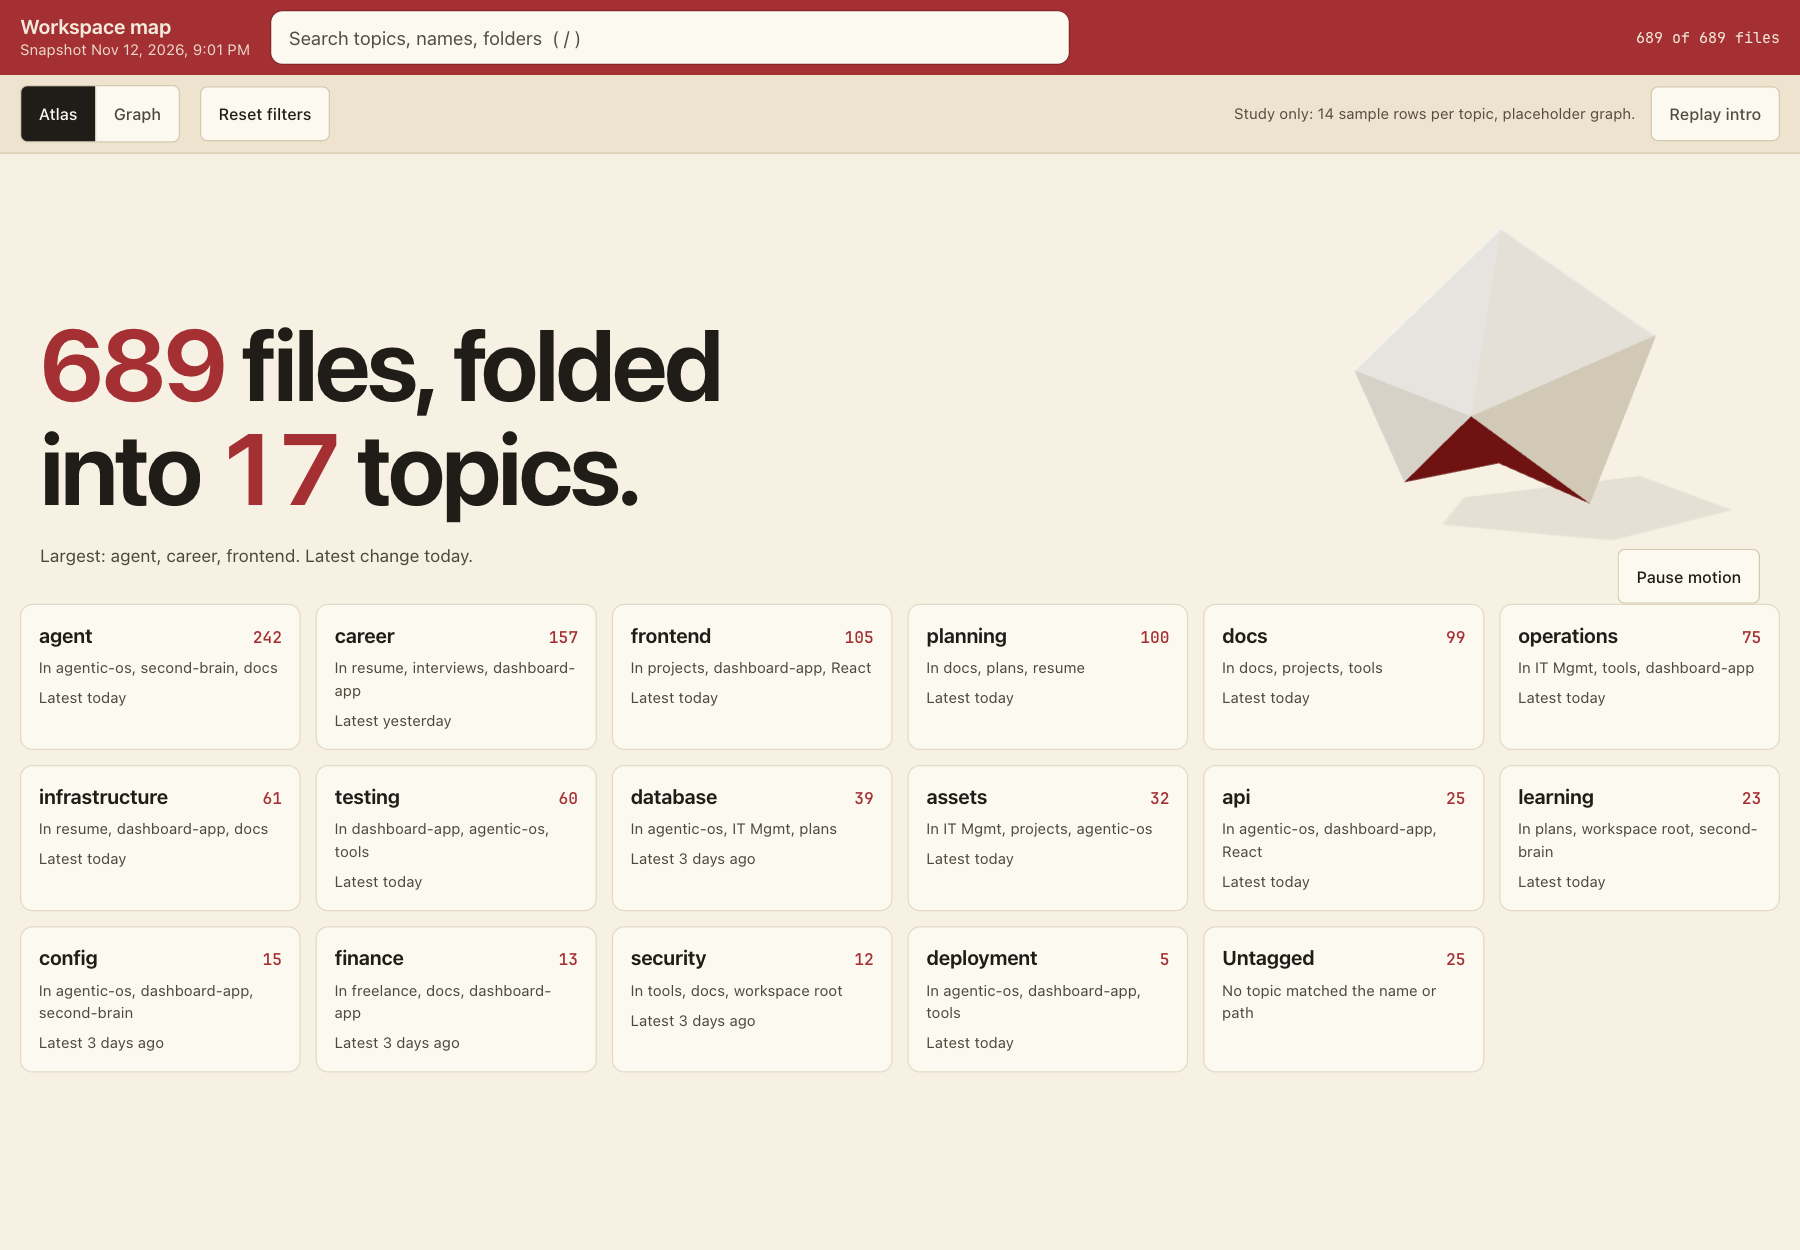 Workspace map
Snapshot Nov 12, 2026, 9:01 PM
Search topics, names, folders ( / )
689 of 689 files
Atlas
Graph
Reset filters
Study only: 14 sample rows per topic, placeholder graph.
Replay intro
689 files, folded
into 17 topics.
Largest: agent, career, frontend. Latest change today.
Pause motion
agent 242
In agentic-os, second-brain, docs
Latest today
career 157
In resume, interviews, dashboard-
app
Latest yesterday
frontend 105
In projects, dashboard-app, React
Latest today
planning 100
In docs, plans, resume
Latest today
docs 99
In docs, projects, tools
Latest today
operations 75
In IT Mgmt, tools, dashboard-app
Latest today
infrastructure 61
In resume, dashboard-app, docs
Latest today
testing 60
In dashboard-app, agentic-os,
tools
Latest today
database 39
In agentic-os, IT Mgmt, plans
Latest 3 days ago
assets 32
In IT Mgmt, projects, agentic-os
Latest today
api 25
In agentic-os, dashboard-app,
React
Latest today
learning 23
In plans, workspace root, second-
brain
Latest today
config 15
In agentic-os, dashboard-app,
second-brain
Latest 3 days ago
finance 13
In freelance, docs, dashboard-
app
Latest 3 days ago
security 12
In tools, docs, workspace root
Latest 3 days ago
deployment 5
In agentic-os, dashboard-app,
tools
Latest today
Untagged 25
No topic matched the name or
path